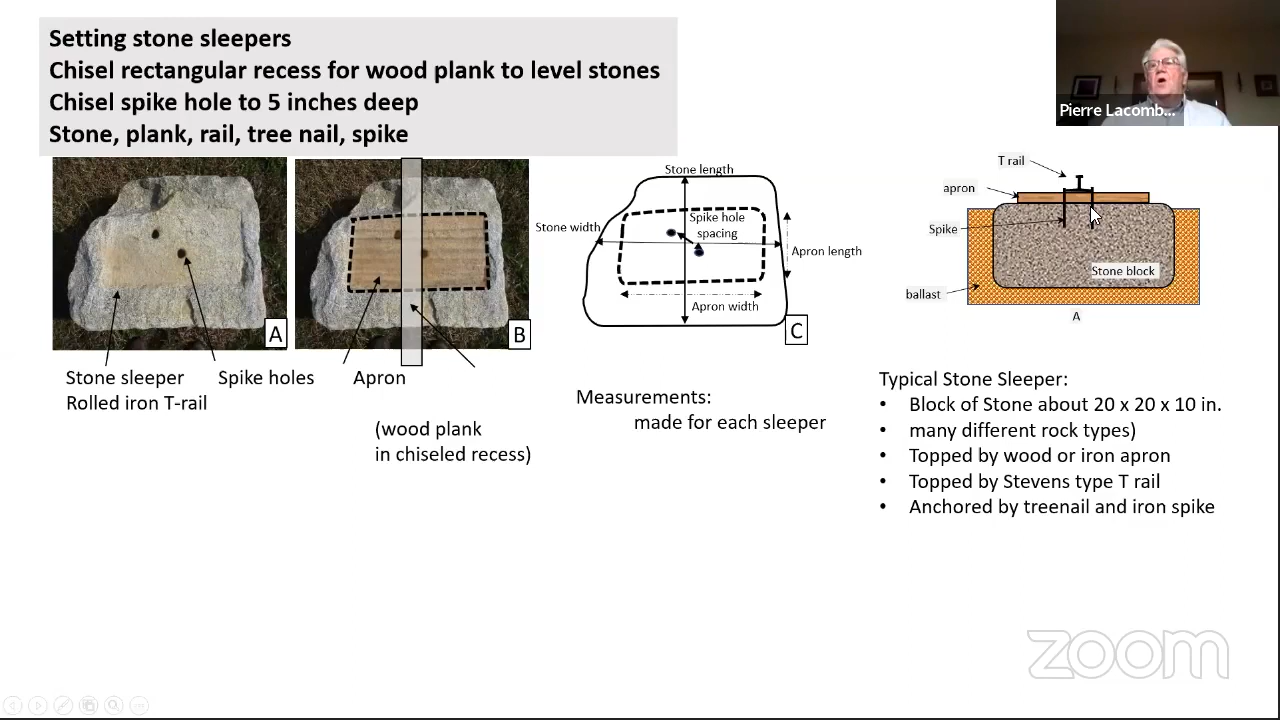 Setting stone sleepers
Chisel rectangular recess for wood plank to level stones
Chisel spike hole to 5 inches deep
Stone, plank, rail, tree nail, spike
Pierre Lacomb...
A
Stone sleeper
Rolled iron T-rail
Spike holes
B
Apron
(wood plank
in chiseled recess)
Stone length
Stone width
Spike hole
spacing
Apron length
Apron width
C
Measurements:
made for each sleeper
T rail
apron
Spike
Stone block
ballast
A
Typical Stone Sleeper:
• Block of Stone about 20 x 20 x 10 in.
• many different rock types)
• Topped by wood or iron apron
• Topped by Stevens type T rail
• Anchored by treenail and iron spike
zoom